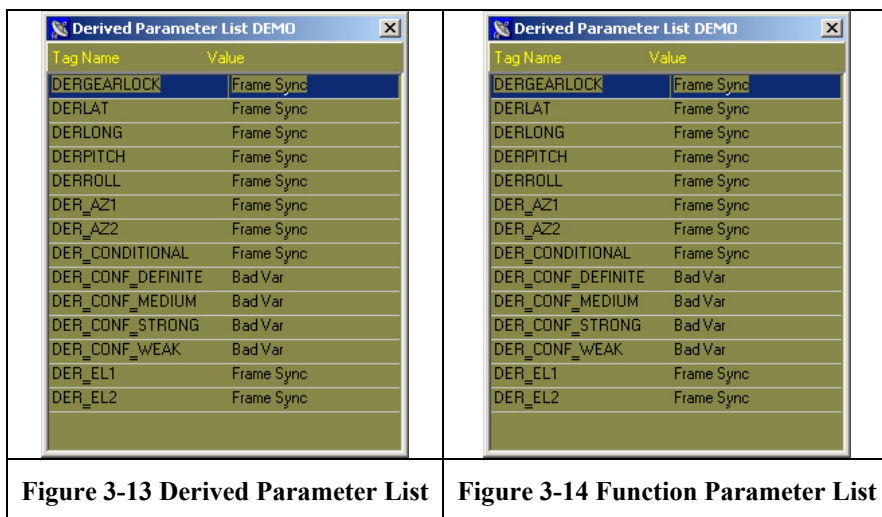 Derived Parameter List DEMO
Tag Name Value
DERGEARLOCK Frame Sync
DERLAT Frame Sync
DERLONG Frame Sync
DERPITCH Frame Sync
DERROLL Frame Sync
DER_AZ1 Frame Sync
DER_AZ2 Frame Sync
DER_CONDITIONAL Frame Sync
DER_CONF_DEFINITE Bad Var
DER_CONF_MEDIUM Bad Var
DER_CONF_STRONG Bad Var
DER_CONF_WEAK Bad Var
DER_EL1 Frame Sync
DER_EL2 Frame Sync
Figure 3-13 Derived Parameter List
Derived Parameter List DEMO
Tag Name Value
DERGEARLOCK Frame Sync
DERLAT Frame Sync
DERLONG Frame Sync
DERPITCH Frame Sync
DERROLL Frame Sync
DER_AZ1 Frame Sync
DER_AZ2 Frame Sync
DER_CONDITIONAL Frame Sync
DER_CONF_DEFINITE Bad Var
DER_CONF_MEDIUM Bad Var
DER_CONF_STRONG Bad Var
DER_CONF_WEAK Bad Var
DER_EL1 Frame Sync
DER_EL2 Frame Sync
Figure 3-14 Function Parameter List